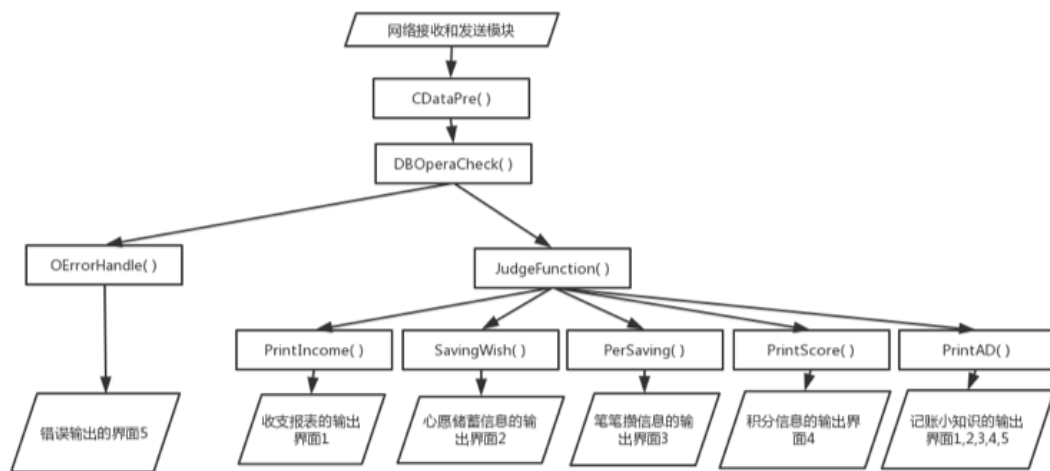 网络接收和发送模块
CDataPre( )
DBOperaCheck( )
OErrorHandle( )
JudgeFunction( )
PrintIncome( )
SavingWish( )
PerSaving( )
PrintScore( )
PrintAD( )
错误输出的界面5
收支报表的输出
界面1
心愿储蓄信息的输
出界面2
笔笔攒信息的输
出界面3
积分信息的输出界
面4
记账小知识的输出
界面1,2,3,4,5